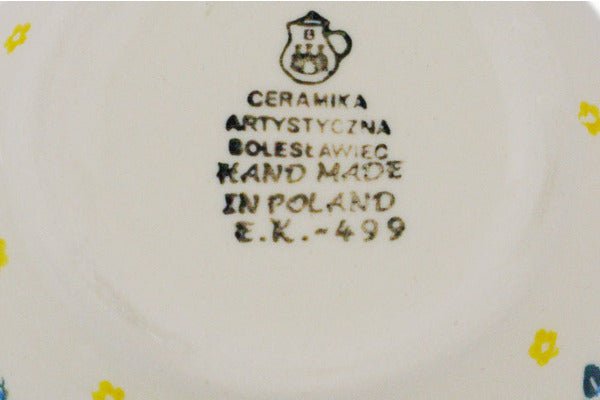 B
CERAMIKA
ARTYSTYCZNA
BOLESŁAWIEC
HAND MADE
IN POLAND
E.K.-499